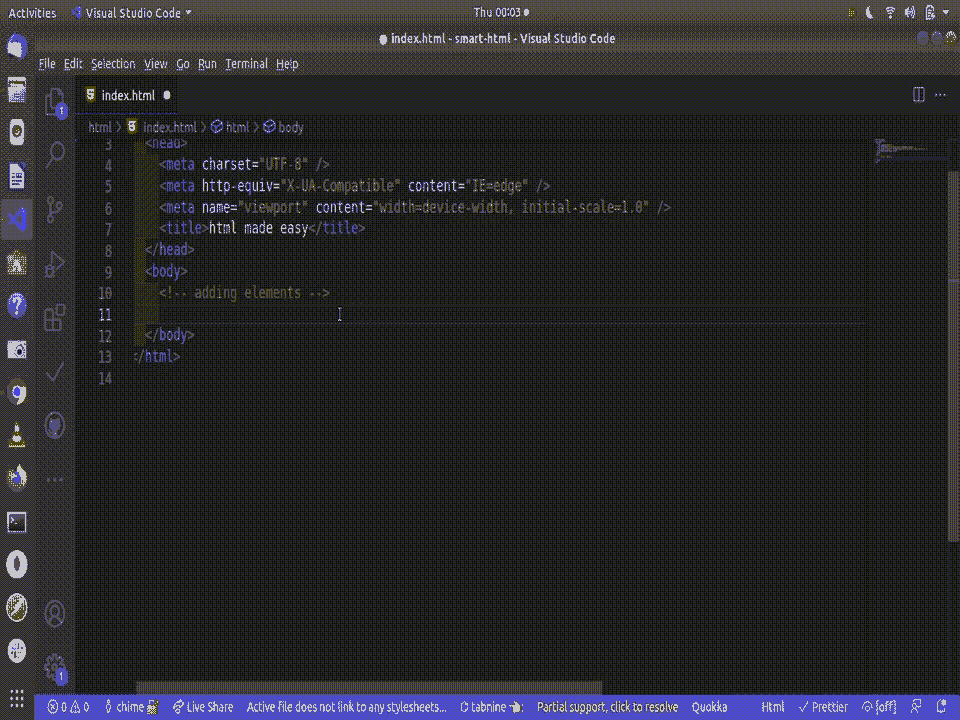 Activities Visual Studio Code Thu 00:03
index.html - smart-html - Visual Studio Code
File Edit Selection View Go Run Terminal Help
index.html
html > index.html > html > body
3 <head>
4 <meta charset="UTF-8" />
5 <meta http-equiv="X-UA-Compatible" content="IE=edge" />
6 <meta name="viewport" content="width=device-width, initial-scale=1.0" />
7 <title>html made easy</title>
8 </head>
9 <body>
10 <!-- adding elements -->
11
12 </body>
13 </html>
14
1
1
0 0 chime Live Share Active file does not link to any stylesheets... tabnine Partial support, click to resolve Quokka Html Prettier [off]